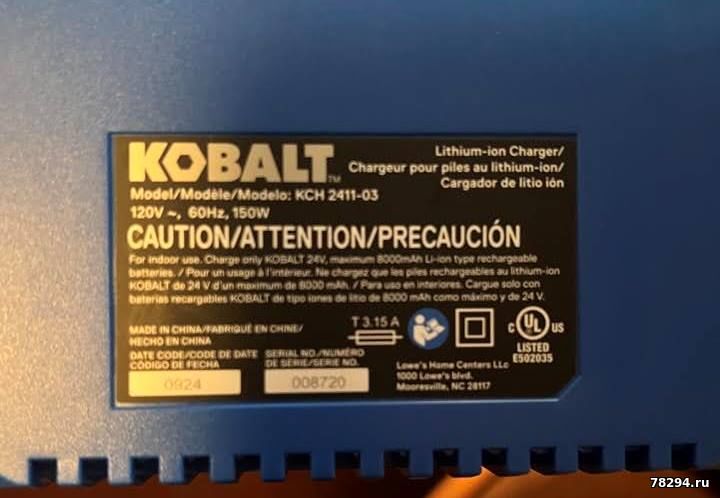 KOBALT™
Lithium-ion Charger/
Chargeur pour piles au lithium-ion/
Cargador de litio ión
Model/Modèle/Modelo: KCH 2411-03
120V ~, 60Hz, 150W
CAUTION/ATTENTION/PRECAUCIÓN
For indoor use. Charge only KOBALT 24V, maximum 8000mAh Li-ion type rechargeable
batteries. / Pour un usage à l'intérieur. Ne chargez que les piles rechargeables au lithium-ion
KOBALT de 24 V d'un maximum de 8000 mAh. / Para uso en interiores. Cargue solo con
baterías recargables KOBALT de tipo iones de litio de 8000 mAh como máximo y de 24 V.
MADE IN CHINA/FABRIQUÉ EN CHINE/
HECHO EN CHINA
T 3.15 A
C UL US
LISTED
E502035
DATE CODE/CODE DE DATE
CÓDIGO DE FECHA
0924
SERIAL NO./NUMÉRO
DE SÉRIE/SERIE NO.
008720
Lowe's Home Centers LLc
1000 Lowe's blvd.
Mooresville, NC 28117
78294.ru